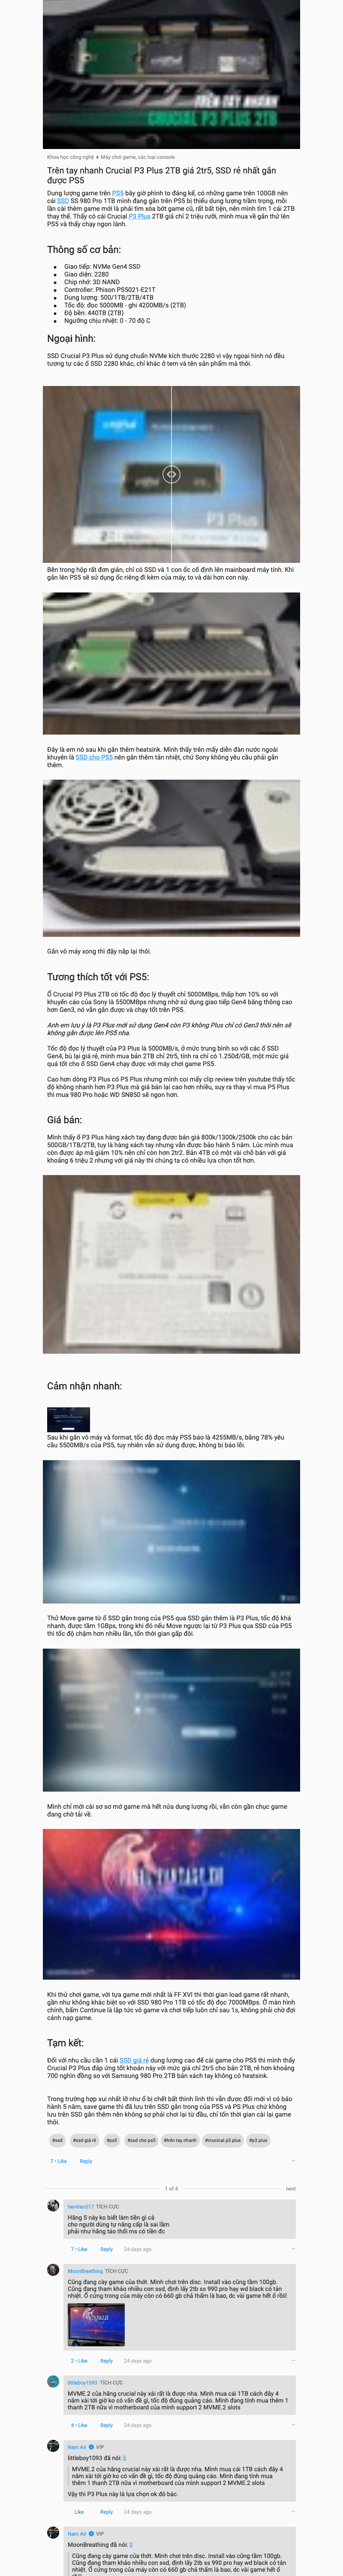 TRÊN TAY NHANH
CRUCIAL P3 PLUS 2TB
Khoa học công nghệ ▸ Máy chơi game, các loại console
Trên tay nhanh Crucial P3 Plus 2TB giá 2tr5, SSD rẻ nhất gắn
được PS5
Dung lượng game trên PS5 bây giờ phình to đáng kể, có những game trên 100GB nên
cái SSD SS 980 Pro 1TB mình đang gắn trên PS5 bị thiếu dung lượng trầm trọng, mỗi
lần cài thêm game mới là phải tìm xóa bớt game cũ, rất bất tiện, nên mình tìm 1 cái 2TB
thay thế. Thấy có cái Crucial P3 Plus 2TB giá chỉ 2 triệu rưỡi, mình mua về gắn thử lên
PS5 và thấy chạy ngon lành.
Thông số cơ bản:
● Giao tiếp: NVMe Gen4 SSD
● Giao diện: 2280
● Chip nhớ: 3D NAND
● Controller: Phison PS5021-E21T
● Dung lượng: 500/1TB/2TB/4TB
● Tốc độ: đọc 5000MB - ghi 4200MB/s (2TB)
● Độ bền: 440TB (2TB)
● Ngưỡng chịu nhiệt: 0 - 70 độ C
Ngoại hình:
SSD Crucial P3 Plus sử dụng chuẩn NVMe kích thước 2280 vì vậy ngoại hình nó đều
tương tự các ổ SSD 2280 khác, chỉ khác ở tem và tên sản phẩm mà thôi.
crucial
P3 Plus
Bên trong hộp rất đơn giản, chỉ có SSD và 1 con ốc cố định lên mainboard máy tính. Khi
gắn lên PS5 sẽ sử dụng ốc riêng đi kèm của máy, to và dài hơn con này.
Đây là em nó sau khi gắn thêm heatsink. Mình thấy trên mấy diễn đàn nước ngoài
khuyên là SSD cho PS5 nên gắn thêm tản nhiệt, chứ Sony không yêu cầu phải gắn
thêm.
Gắn vô máy xong thì đậy nắp lại thôi.
Tương thích tốt với PS5:
Ổ Crucial P3 Plus 2TB có tốc độ đọc lý thuyết chỉ 5000MBps, thấp hơn 10% so với
khuyến cáo của Sony là 5500MBps nhưng nhờ sử dụng giao tiếp Gen4 băng thông cao
hơn Gen3, nó vẫn gắn được và chạy tốt trên PS5.
Anh em lưu ý là P3 Plus mới sử dụng Gen4 còn P3 không Plus chỉ có Gen3 thôi nên sẽ
không gắn được lên PS5 nha.
Tốc độ đọc lý thuyết của P3 Plus là 5000MB/s, ở mức trung bình so với các ổ SSD
Gen4, bù lại giá rẻ, mình mua bản 2TB chỉ 2tr5, tính ra chỉ có 1.250d/GB, một mức giá
quá tốt cho ổ SSD Gen4 chạy được với máy chơi game PS5.
Cao hơn dòng P3 Plus có P5 Plus nhưng mình coi mấy clip review trên youtube thấy tốc
độ không nhanh hơn P3 Plus mà giá bán lại cao hơn nhiều, suy ra thay vì mua P5 Plus
thì mua 980 Pro hoặc WD SN850 sẽ ngon hơn.
Giá bán:
Mình thấy ổ P3 Plus hàng xách tay đang được bán giá 800k/1300k/2500k cho các bản
500GB/1TB/2TB, tuy là hàng xách tay nhưng vẫn được bảo hành 5 năm. Lúc mình mua
còn được áp mã giảm 10% nên chỉ còn hơn 2tr2. Bản 4TB có một vài chỗ bán với giá
khoảng 6 triệu 2 nhưng với giá này thì chúng ta có nhiều lựa chọn tốt hơn.
Cảm nhận nhanh:
Sau khi gắn vô máy và format, tốc độ đọc máy PS5 báo là 4255MB/s, bằng 78% yêu
cầu 5500MB/s của PS5, tuy nhiên vẫn sử dụng được, không bị báo lỗi.
Thử Move game từ ổ SSD gắn trong của PS5 qua SSD gắn thêm là P3 Plus, tốc độ khá
nhanh, được tầm 1GBps, trong khi đó nếu Move ngược lại từ P3 Plus qua SSD của PS5
thì tốc độ chậm hơn nhiều lần, tốn thời gian gấp đôi.
Mình chỉ mới cài sơ sơ mớ game mà hết nửa dung lượng rồi, vẫn còn gần chục game
đang chờ tải về.
FINAL FANTASY XVI
Khi thử chơi game, với tựa game mới nhất là FF XVI thì thời gian load game rất nhanh,
gần như không khác biệt so với SSD 980 Pro 1TB có tốc độ đọc 7000MBps. Ở màn hình
chính, bấm Continue là lập tức vô game và chơi tiếp luôn chỉ sau 1s, không phải chờ đợi
cảnh nạp game.
Tạm kết:
Đối với nhu cầu cần 1 cái SSD giá rẻ dung lượng cao để cài game cho PS5 thì mình thấy
Crucial P3 Plus đáp ứng tốt khoản này với mức giá chỉ 2tr5 cho bản 2TB, rẻ hơn khoảng
700 nghìn đồng so với Samsung 980 Pro 2TB bản xách tay không có heatsink.
Trong trường hợp xui nhất lỡ như ổ bị chết bất thình lình thì vẫn được đổi mới vì có bảo
hành 5 năm, save game thì đã lưu trên SSD gắn trong của PS5 và PS Plus chứ không
lưu trên SSD gắn thêm nên không sợ phải chơi lại từ đầu, chỉ tốn thời gian cài lại game
thôi.
#ssd #ssd giá rẻ #ps5 #ssd cho ps5 #trên tay nhanh #crucical p3 plus #p3 plus
7 • Like Reply ···
1 of 4 next
tientran317 TÍCH CỰC
Hãng S này ko biết làm tiền gì cả
cho người dùng tự nâng cấp là sai lầm
phải như hãng táo thối ms có tiền đc
7 • Like Reply 24 days ago ···
MoonBreathing TÍCH CỰC
Cũng đang cày game của thớt. Mình chơi trên disc. Install vào cũng tầm 100gb.
Cũng đang tham khảo nhiều con ssd, định lấy 2tb ss 990 pro hay wd black có tản
nhiệt. Ổ cứng trong của máy còn có 660 gb chả thấm là bao, dc vài game hết ổ rồi!
2 • Like Reply 24 days ago ···
littleboy1093 TÍCH CỰC
MVME.2 của hãng crucial này xài rất là được nha. Mình mua cái 1TB cách đây 4
năm xài tới giờ ko có vấn đề gì, tốc độ đúng quảng cáo. Mình đang tính mua thêm 1
thanh 2TB nữa vì motherboard của mình support 2 MVME.2 slots
4 • Like Reply 24 days ago ···
Nam Air VIP
littleboy1093 đã nói:
MVME.2 của hãng crucial này xài rất là được nha. Mình mua cái 1TB cách đây 4
năm xài tới giờ ko có vấn đề gì, tốc độ đúng quảng cáo. Mình đang tính mua
thêm 1 thanh 2TB nữa vì motherboard của mình support 2 MVME.2 slots
Vậy thì P3 Plus này là lựa chọn ok đó bác.
Like Reply 24 days ago ···
Nam Air VIP
MoonBreathing đã nói:
Cũng đang cày game của thớt. Mình chơi trên disc. Install vào cũng tầm 100gb.
Cũng đang tham khảo nhiều con ssd, định lấy 2tb ss 990 pro hay wd black có tản
nhiệt. Ổ cứng trong của máy còn có 660 gb chả thấm là bao, dc vài game hết ổ